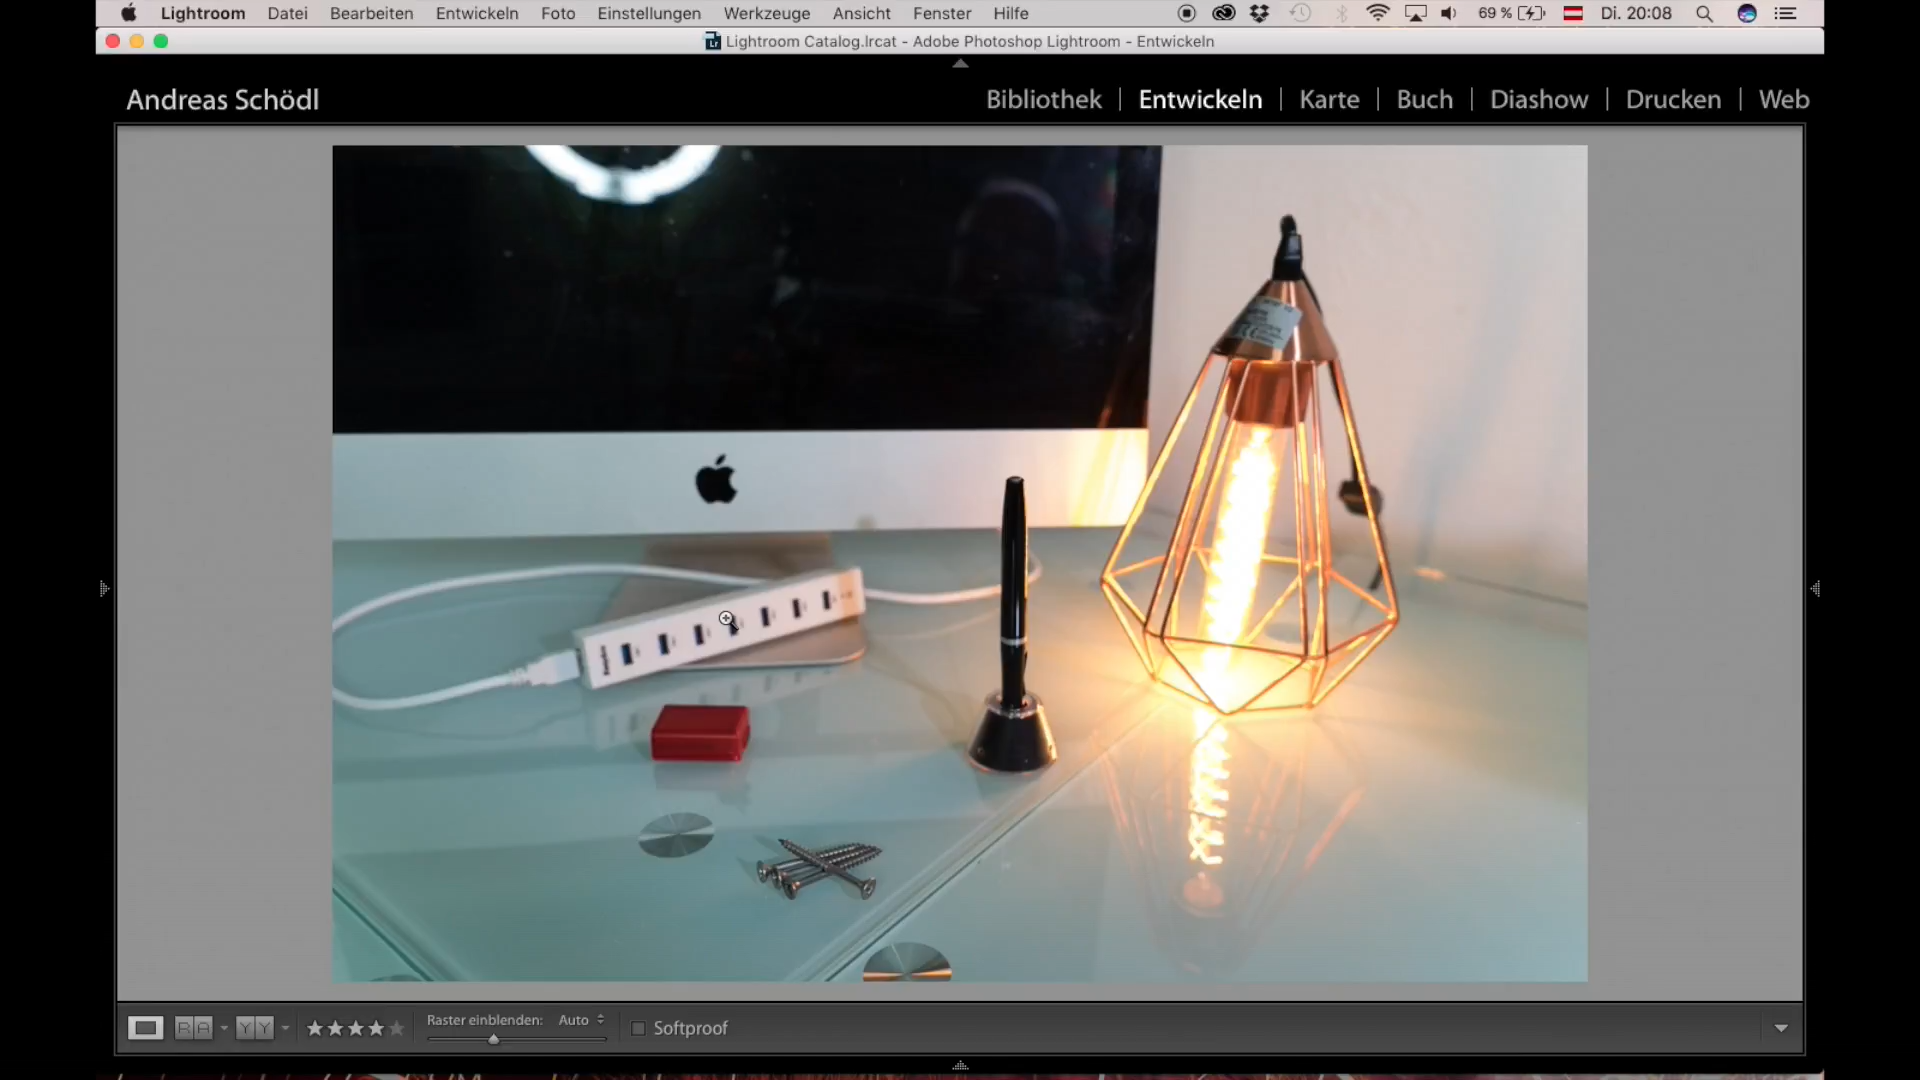 Lightroom Datei Bearbeiten Entwickeln Foto Einstellungen Werkzeuge Ansicht Fenster Hilfe 69 % Di. 20:08
Lightroom Catalog.lrcat - Adobe Photoshop Lightroom - Entwickeln
Andreas Schödl Bibliothek Entwickeln Karte Buch Diashow Drucken Web
R A Y Y Raster einblenden: Auto Softproof